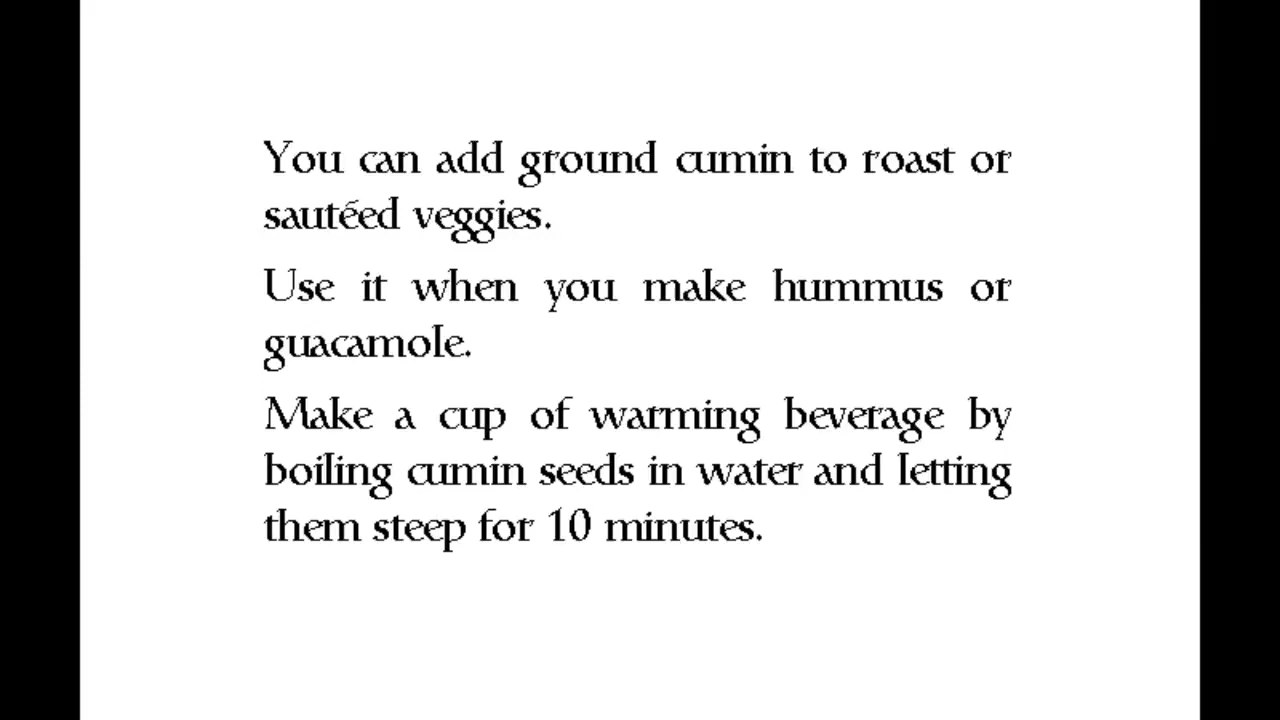 You can add ground cumin to roast or
sautéed veggies.
Use it when you make hummus or
guacamole.
Make a cup of warming beverage by
boiling cumin seeds in water and letting
them steep for 10 minutes.